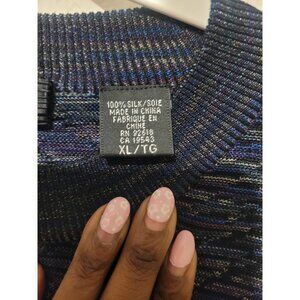 100% SILK/SOIE
MADE IN CHINA
FABRIQUE EN
CHINE
RN 92618
CA 19543
XL/TG